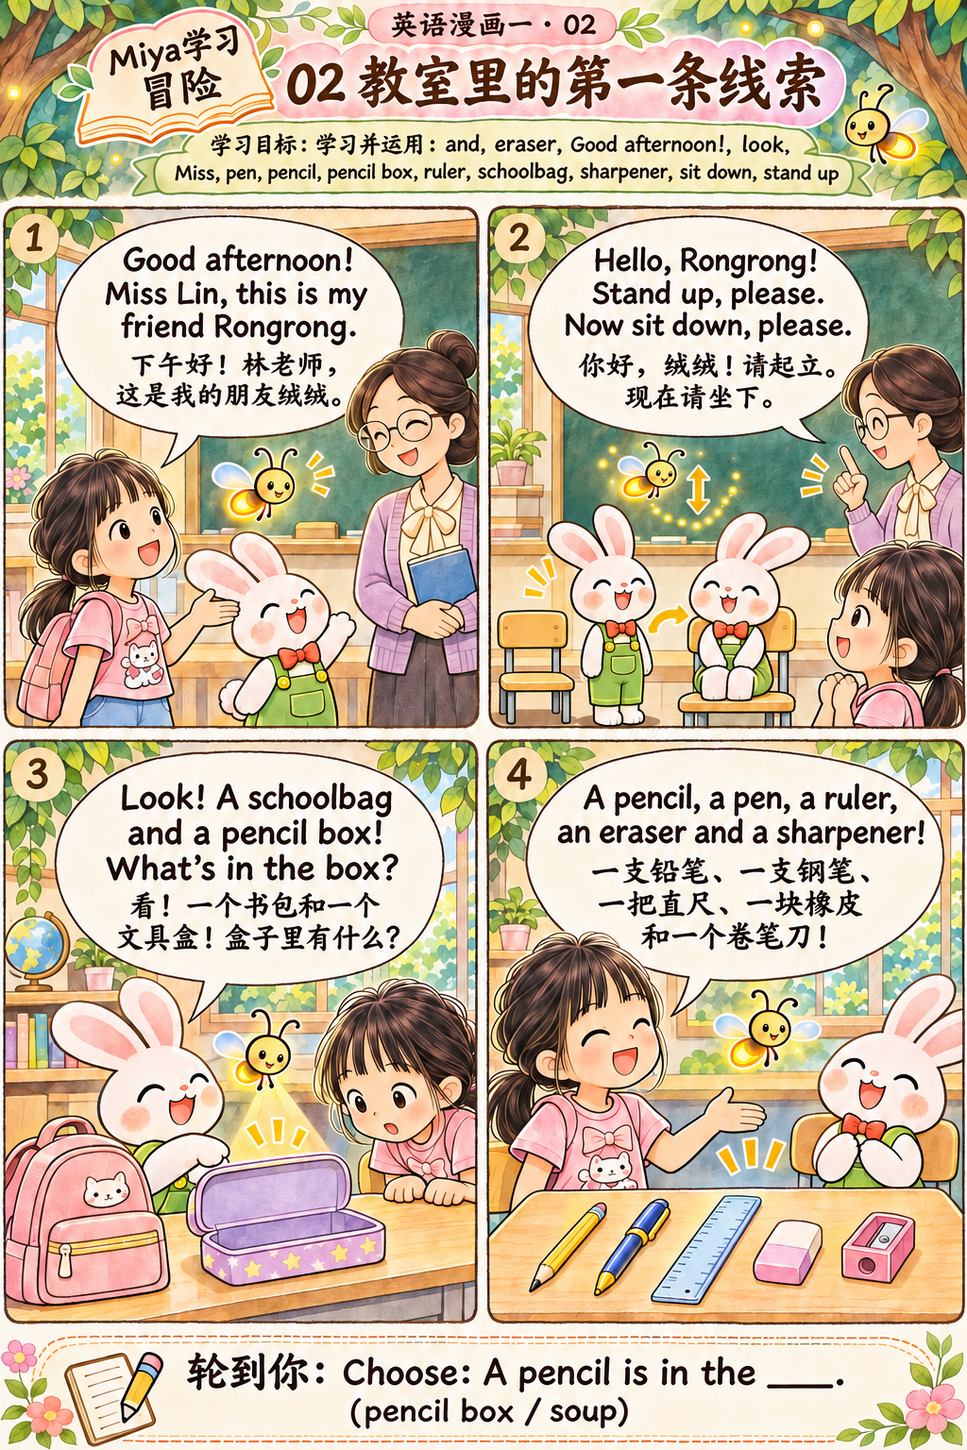 Miya学习
冒险
英语漫画一·02
02 教室里的第一条线索
学习目标：学习并运用：and, eraser, Good afternoon!, look,
Miss, pen, pencil, pencil box, ruler, schoolbag, sharpener, sit down, stand up
1
Good afternoon!
Miss Lin, this is my
friend Rongrong.
下午好！林老师，
这是我的朋友绒绒。
2
Hello, Rongrong!
Stand up, please.
Now sit down, please.
你好，绒绒！请起立。
现在请坐下。
3
Look! A schoolbag
and a pencil box!
What's in the box?
看！一个书包和一个
文具盒！盒子里有什么？
4
A pencil, a pen, a ruler,
an eraser and a sharpener!
一支铅笔、一支钢笔、
一把直尺、一块橡皮
和一个卷笔刀！
轮到你：Choose: A pencil is in the ____.
(pencil box / soup)